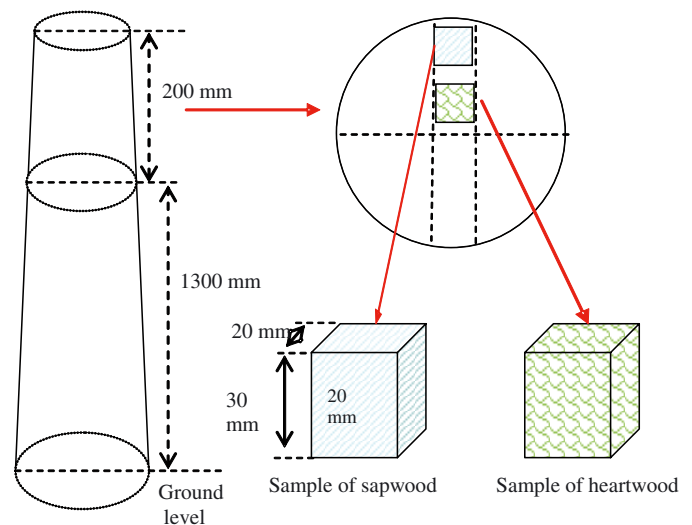 200 mm
1300 mm
20 mm
30
mm
20
mm
Ground
level
Sample of sapwood
Sample of heartwood